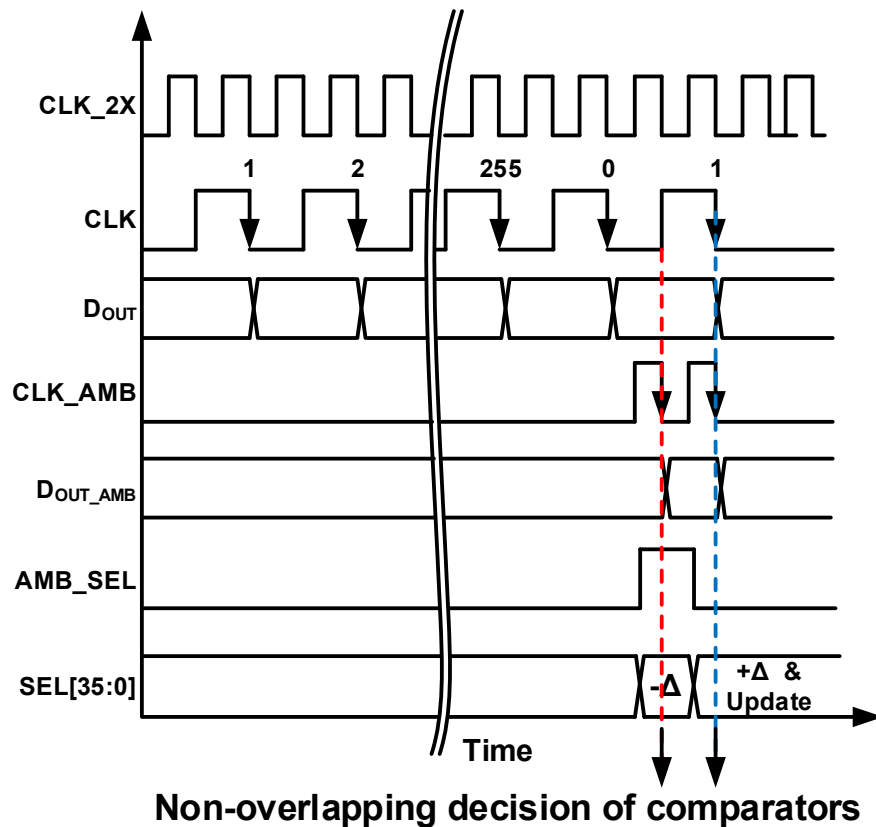 CLK_2X
1 2 255 0 1
CLK
DOUT
CLK_AMB
DOUT_AMB
AMB_SEL
SEL[35:0]
-Δ
+Δ &
Update
Time
Non-overlapping decision of comparators